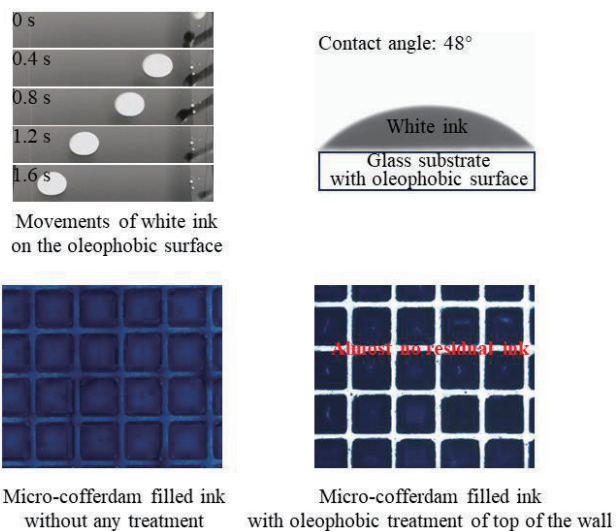 0 s
0.4 s
0.8 s
1.2 s
1.6 s
Movements of white ink
on the oleophobic surface
Contact angle: 48°
White ink
Glass substrate
with oleophobic surface
Micro-cofferdam filled ink
without any treatment
Almost no residual ink
Micro-cofferdam filled ink
with oleophobic treatment of top of the wall